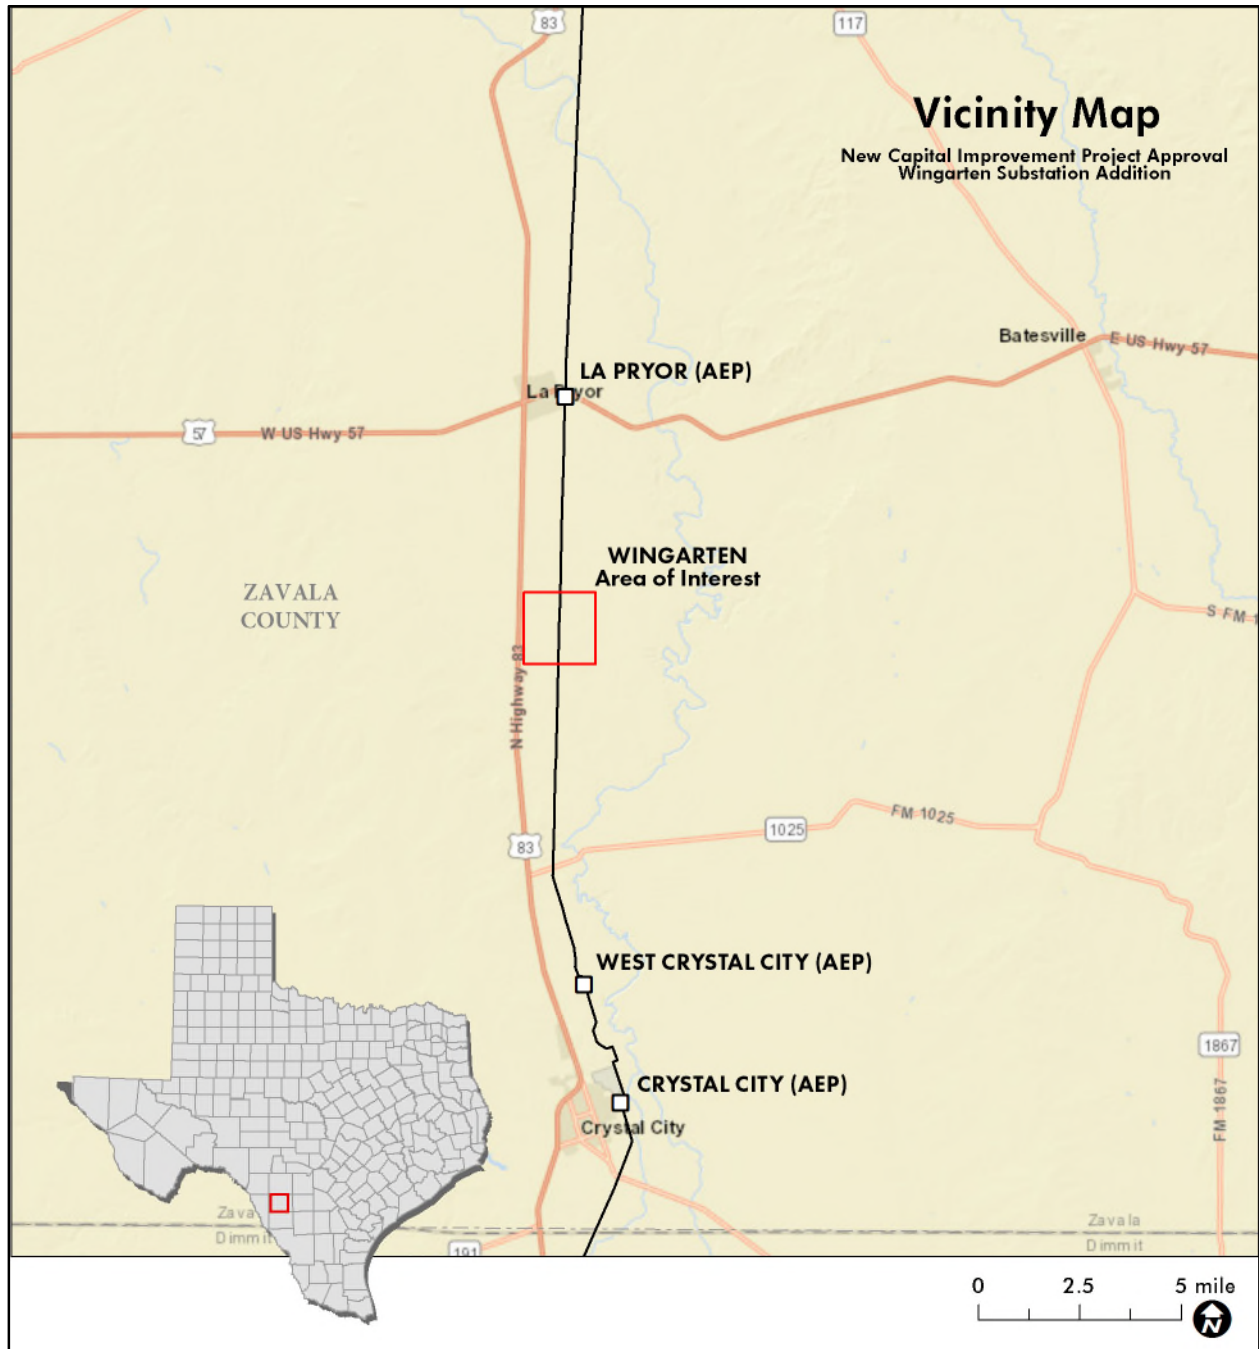 83
117
Vicinity Map
New Capital Improvement Project Approval
Wingarten Substation Addition
Batesville
E US Hwy 57
LA PRYOR (AEP)
La Pryor
57
W US Hwy 57
WINGARTEN
Area of Interest
ZAVALA
COUNTY
S FM 1
N Highway 83
FM 1025
1025
83
WEST CRYSTAL CITY (AEP)
1867
CRYSTAL CITY (AEP)
FM 1867
Crystal City
Zava
Dimmit
Zavala
Dimmit
191
0 2.5 5 mile
N